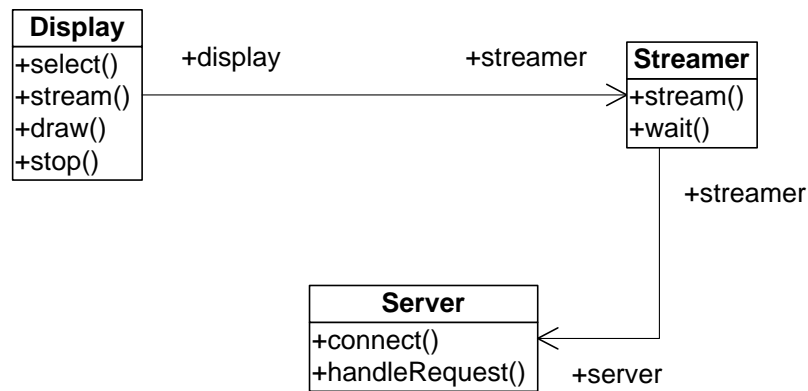 Display
+select()
+stream()
+draw()
+stop()
+display
+streamer
Streamer
+stream()
+wait()
+streamer
Server
+connect()
+handleRequest()
+server